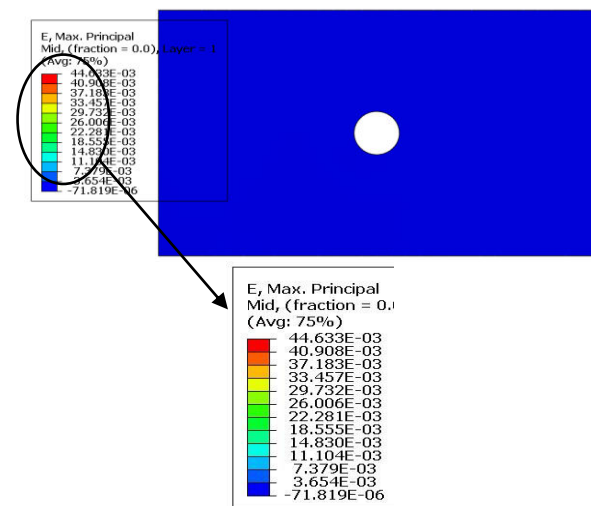 E, Max. Principal
Mid, (fraction = 0.0), Layer = 1
(Avg: 75%)
44.633E-03
40.908E-03
37.183E-03
33.457E-03
29.732E-03
26.006E-03
22.281E-03
18.555E-03
14.830E-03
11.104E-03
7.379E-03
3.654E-03
-71.819E-06
E, Max. Principal
Mid, (fraction = 0.
(Avg: 75%)
44.633E-03
40.908E-03
37.183E-03
33.457E-03
29.732E-03
26.006E-03
22.281E-03
18.555E-03
14.830E-03
11.104E-03
7.379E-03
3.654E-03
-71.819E-06